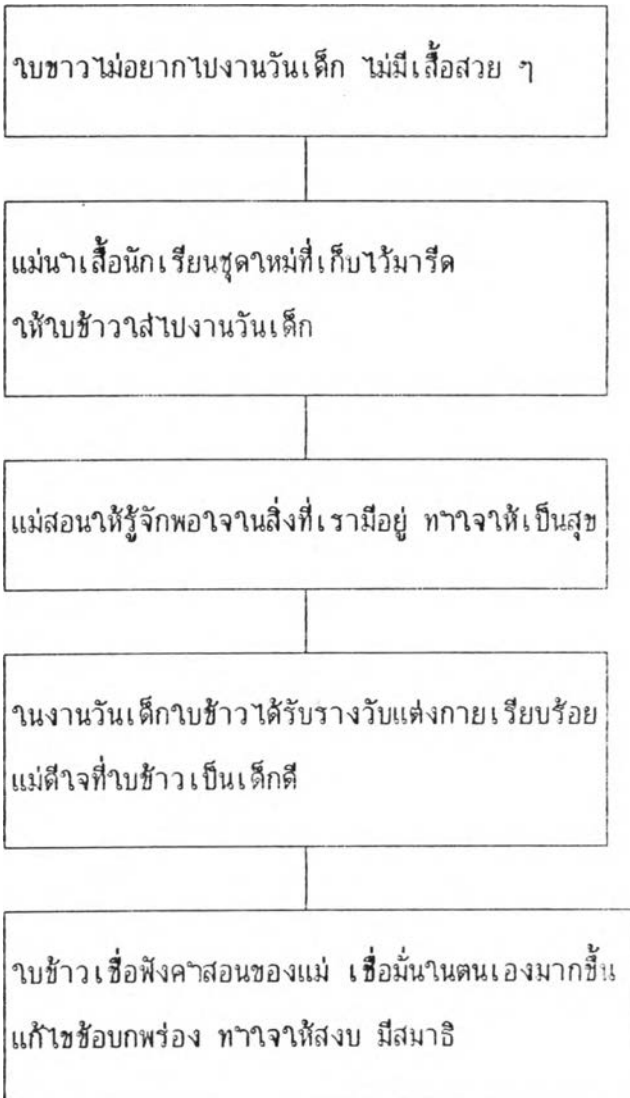 ใบขาวไม่อยากไปงานวันเด็ก ไม่มีเสื้อสวย ๆ
แม่นำเสื้อนักเรียนชุดใหม่ที่เก็บไว้มารีด
ให้ใบข้าวใส่ไปงานวันเด็ก
แม่สอนให้รู้จักพอใจในสิ่งที่เรามีอยู่ ทำใจให้เป็นสุข
ในงานวันเด็กใบข้าวได้รับรางวับแต่งกายเรียบร้อย
แม่ดีใจที่ใบข้าวเป็นเด็กดี
ใบข้าวเชื่อฟังคำสอนของแม่ เชื่อมั่นในตนเองมากขึ้น
แก้ไขข้อบกพร่อง ทำใจให้สงบ มีสมาธิ